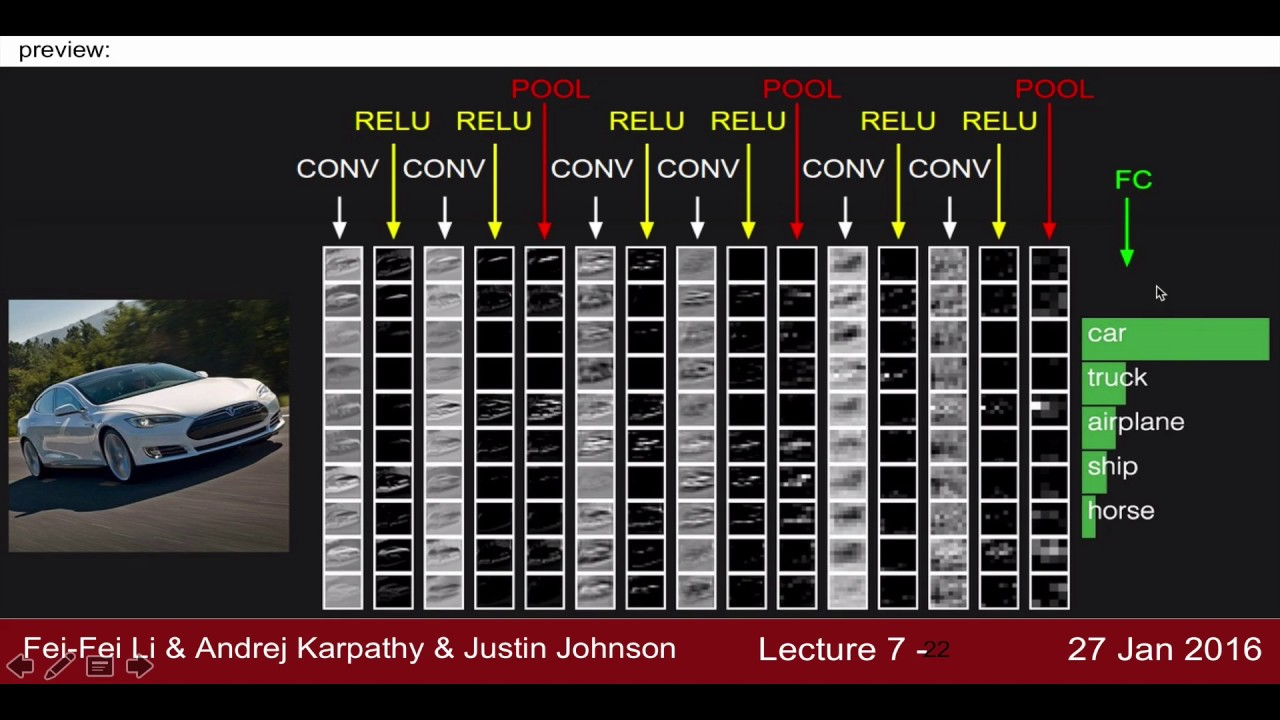 preview:
POOL POOL POOL
RELU RELU RELU RELU RELU RELU
CONV CONV CONV CONV CONV CONV
FC
car
truck
airplane
ship
horse
Fei-Fei Li & Andrej Karpathy & Justin Johnson Lecture 7 - 22 27 Jan 2016